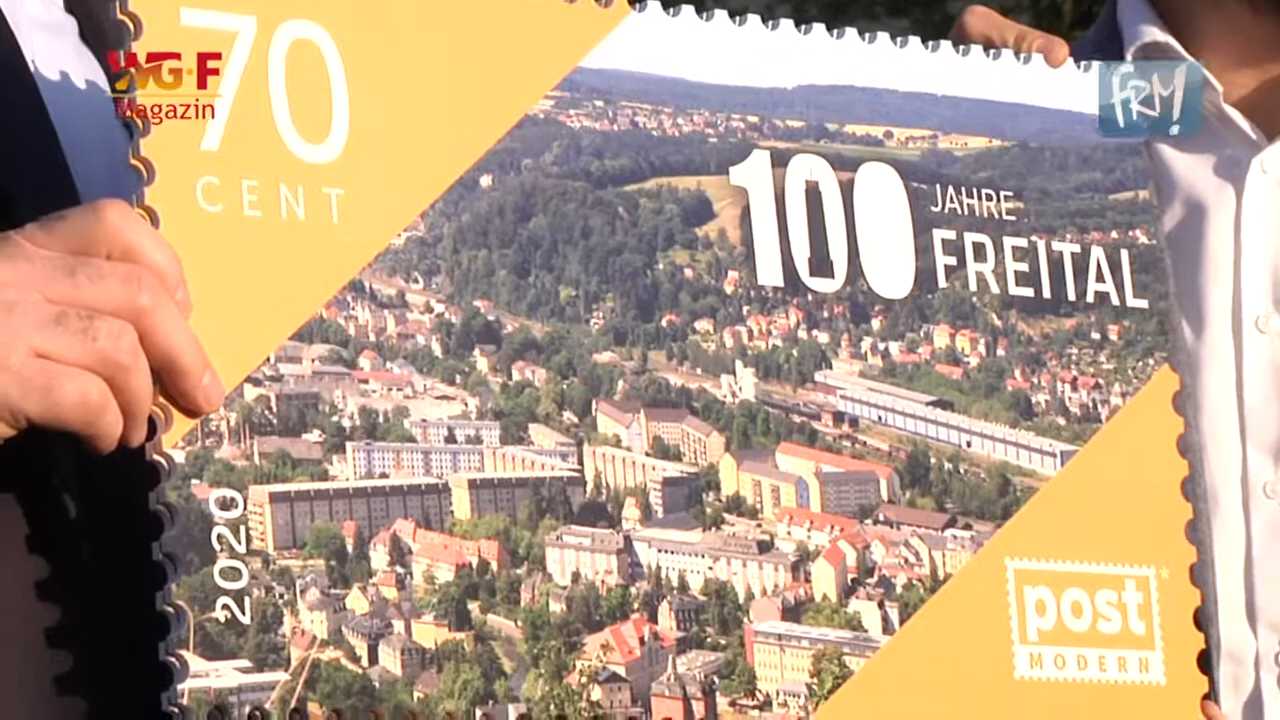 WG·F
Magazin
70
CENT
FRM!
100
JAHRE
FREITAL
2020
post
MODERN